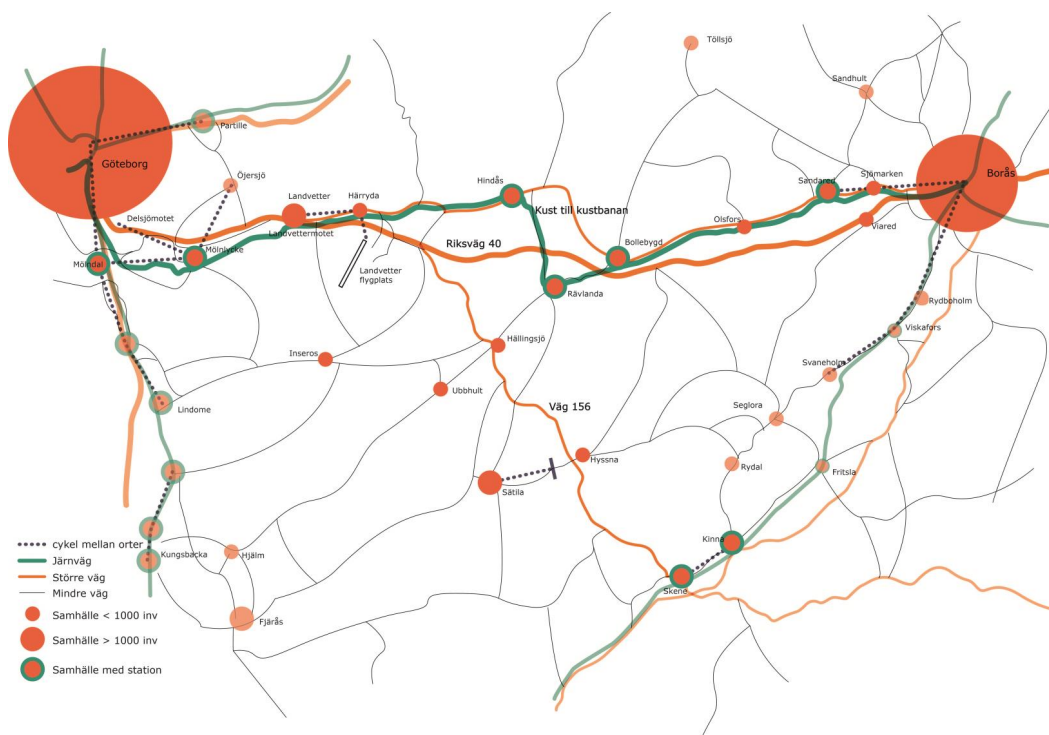 Töllsjö
Sandhult
Partille
Göteborg
Öjersjö
Hindås
Sandared
Sjömarken
Borås
Landvetter
Härryda
Delsjömotet
Kust till kustbanan
Landvettermotet
Olsfors
Viared
Riksväg 40
Bollebygd
Mölnlycke
Mölndal
Landvetter
flygplats
Rävlanda
Rydboholm
Viskafors
Hällingsjö
Inseros
Svaneholm
Ubbhult
Väg 156
Seglora
Lindome
Hyssna
Rydal
Fritsla
Sätila
Kinna
Kungsbacka
Hjälm
Skene
Fjärås
cykel mellan orter
Järnväg
Större väg
Mindre väg
Samhälle < 1000 inv
Samhälle > 1000 inv
Samhälle med station